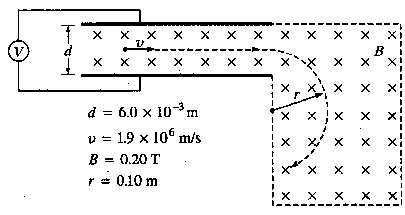 V
d
υ
B
r
d = 6.0 × 10⁻³ m
υ = 1.9 × 10⁶ m/s
B = 0.20 T
r = 0.10 m